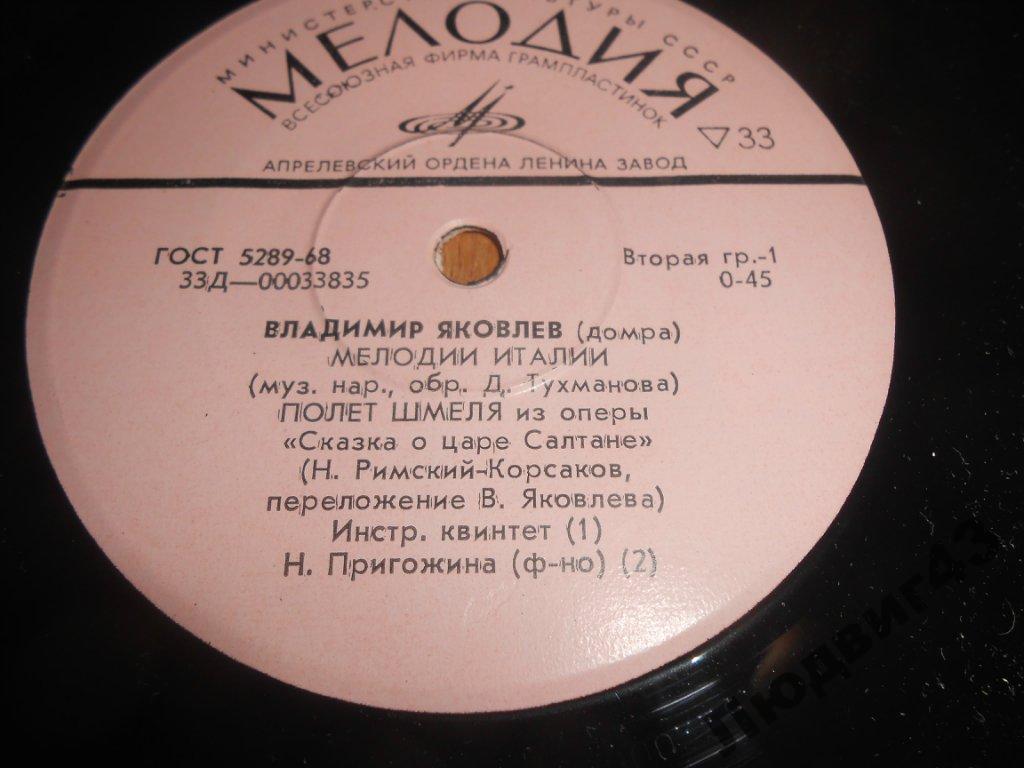 МИНИСТЕРСТВО КУЛЬТУРЫ СССР
МЕЛОДИЯ
ВСЕСОЮЗНАЯ ФИРМА ГРАМПЛАСТИНОК
33
АПРЕЛЕВСКИЙ ОРДЕНА ЛЕНИНА ЗАВОД
ГОСТ 5289-68 Вторая гр.-1
33Д—00033835 0-45
ВЛАДИМИР ЯКОВЛЕВ (домра)
МЕЛОДИИ ИТАЛИИ
(муз. нар., обр. Д. Тухманова)
ПОЛЕТ ШМЕЛЯ из оперы
«Сказка о царе Салтане»
(Н. Римский-Корсаков,
переложение В. Яковлева)
Инстр. квинтет (1)
Н. Пригожина (ф-но) (2)
Людвиг43